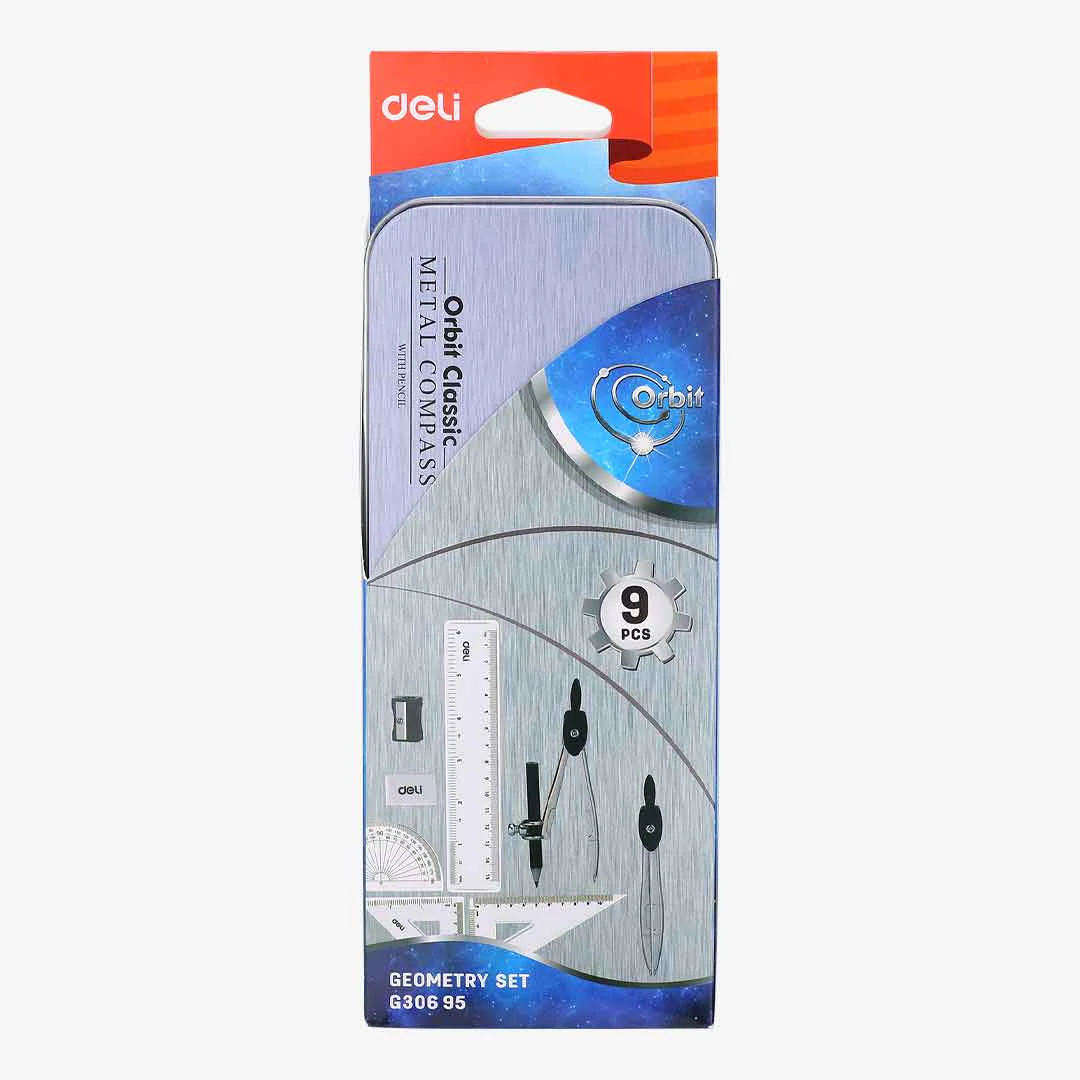 deli
Orbit Classic
METAL COMPASS
WITH PENCIL
Orbit
9
PCS
deli
deli
deli
GEOMETRY SET
G306 95